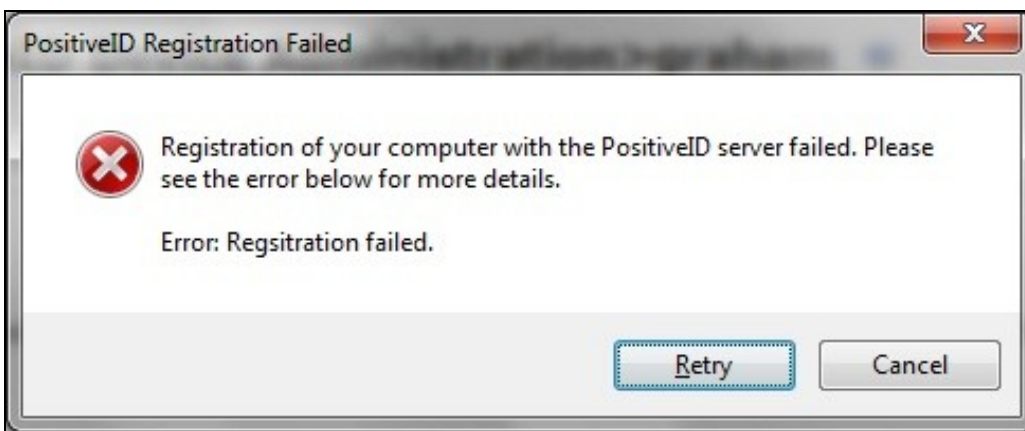 PositiveID Registration Failed
Registration of your computer with the PositiveID server failed. Please
see the error below for more details.
Error: Regsitration failed.
Retry
Cancel